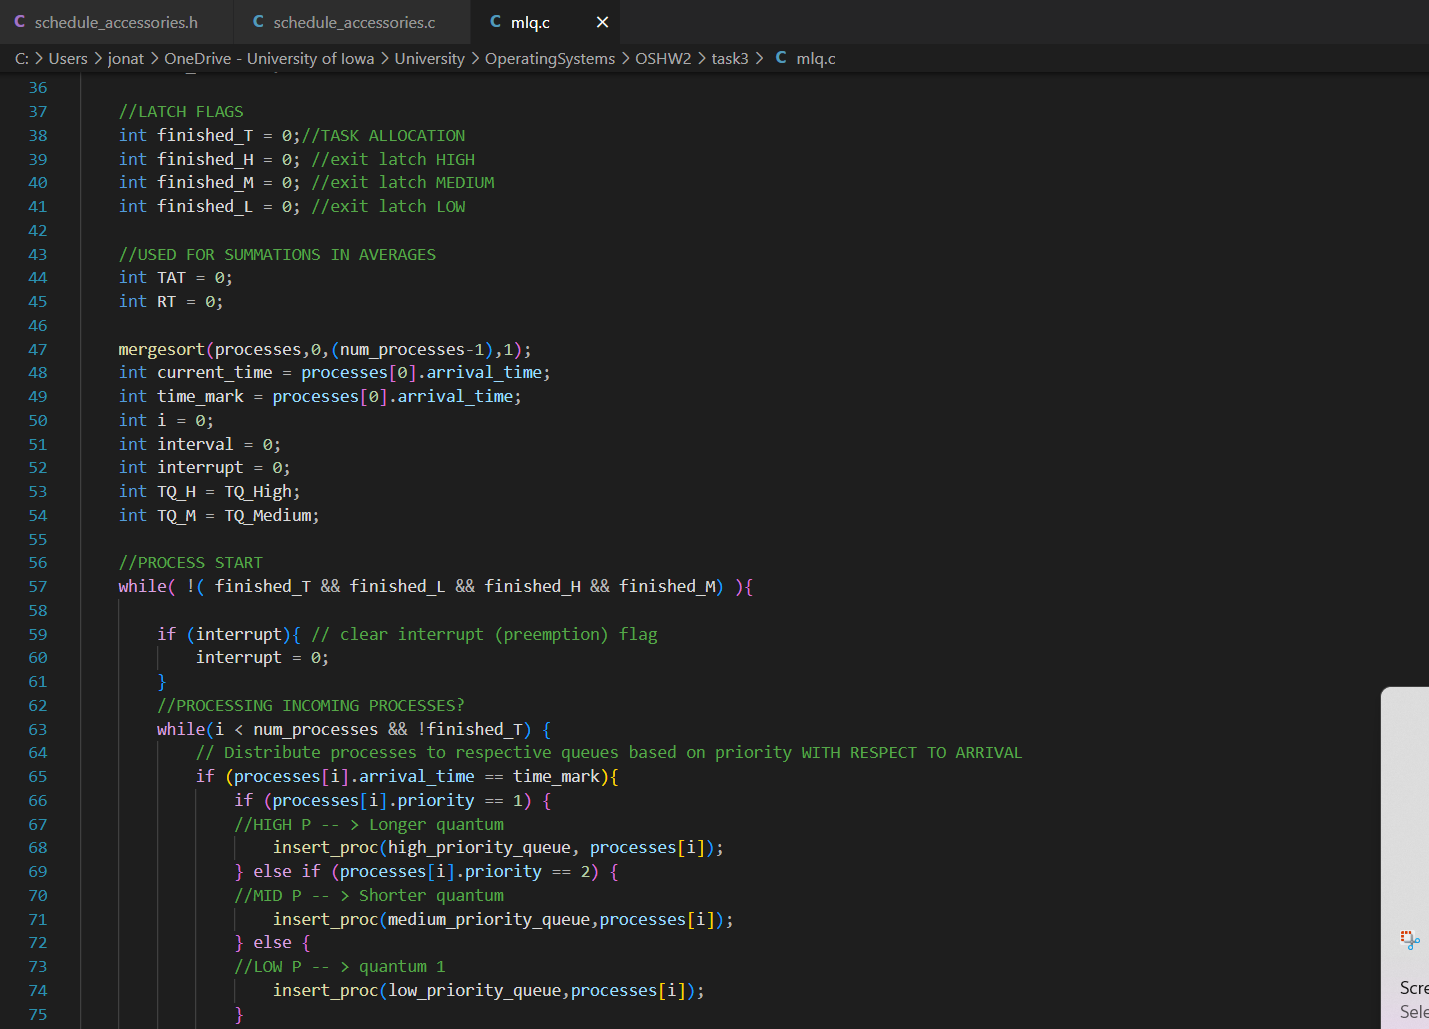 C schedule_accessories.h C schedule_accessories.c C mlq.c ✕
C: > Users > jonat > OneDrive - University of Iowa > University > OperatingSystems > OSHW2 > task3 > C mlq.c
36
37 //LATCH FLAGS
38 int finished_T = 0;//TASK ALLOCATION
39 int finished_H = 0; //exit latch HIGH
40 int finished_M = 0; //exit latch MEDIUM
41 int finished_L = 0; //exit latch LOW
42
43 //USED FOR SUMMATIONS IN AVERAGES
44 int TAT = 0;
45 int RT = 0;
46
47 mergesort(processes,0,(num_processes-1),1);
48 int current_time = processes[0].arrival_time;
49 int time_mark = processes[0].arrival_time;
50 int i = 0;
51 int interval = 0;
52 int interrupt = 0;
53 int TQ_H = TQ_High;
54 int TQ_M = TQ_Medium;
55
56 //PROCESS START
57 while( !( finished_T && finished_L && finished_H && finished_M) ){
58
59 if (interrupt){ // clear interrupt (preemption) flag
60 interrupt = 0;
61 }
62 //PROCESSING INCOMING PROCESSES?
63 while(i < num_processes && !finished_T) {
64 // Distribute processes to respective queues based on priority WITH RESPECT TO ARRIVAL
65 if (processes[i].arrival_time == time_mark){
66 if (processes[i].priority == 1) {
67 //HIGH P -- > Longer quantum
68 insert_proc(high_priority_queue, processes[i]);
69 } else if (processes[i].priority == 2) {
70 //MID P -- > Shorter quantum
71 insert_proc(medium_priority_queue,processes[i]);
72 } else {
73 //LOW P -- > quantum 1
74 insert_proc(low_priority_queue,processes[i]);
75 }
Scre
Sele